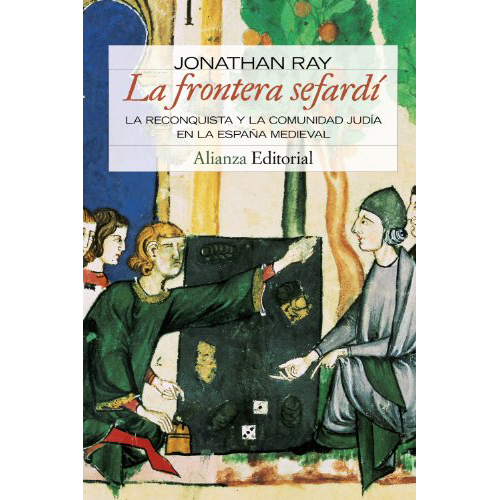 JONATHAN RAY
La frontera sefardí
LA RECONQUISTA Y LA COMUNIDAD JUDÍA
EN LA ESPAÑA MEDIEVAL
Alianza Editorial